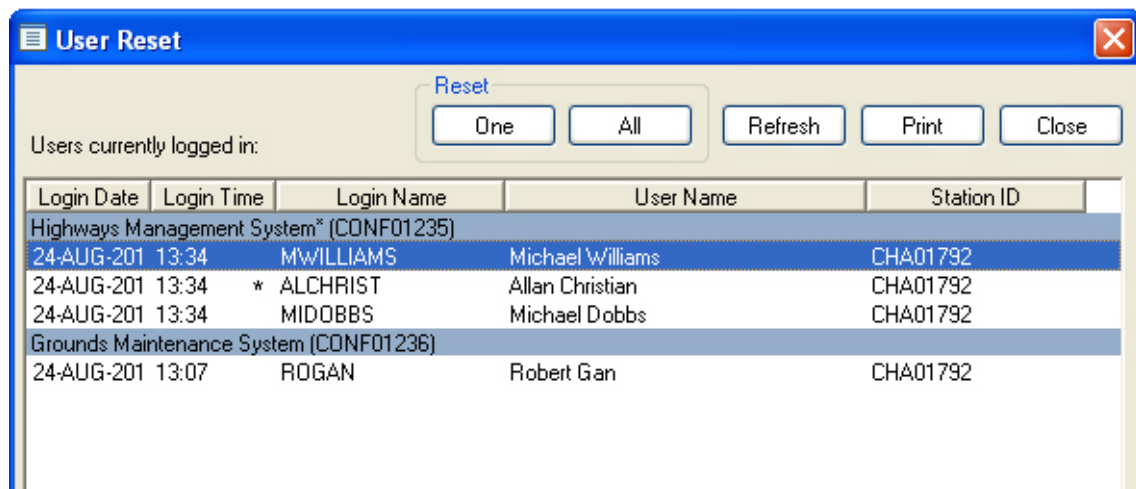 User Reset
Reset
One All Refresh Print Close
Users currently logged in:
Login Date Login Time Login Name User Name Station ID
Highways Management System* (CONF01235)
24-AUG-201 13:34 MWILLIAMS Michael Williams CHA01792
24-AUG-201 13:34 * ALCHRIST Allan Christian CHA01792
24-AUG-201 13:34 MIDOBBS Michael Dobbs CHA01792
Grounds Maintenance System (CONF01236)
24-AUG-201 13:07 ROGAN Robert Gan CHA01792